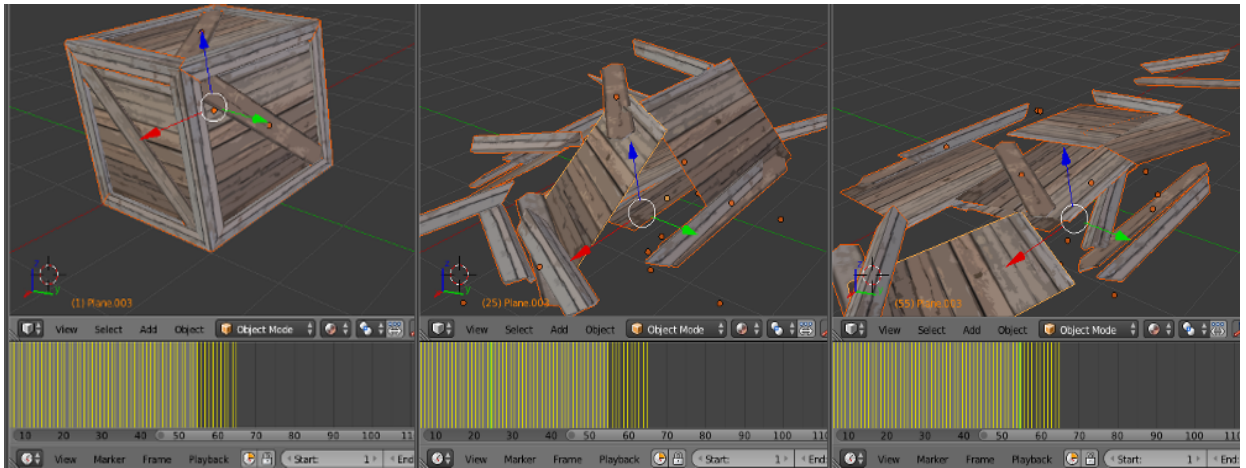 (1) Plane.003
View Select Add Object Object Mode
10 20 30 40 50 60 70 80 90 100 11
View Marker Frame Playback Start: 1 End:
z
y
(25) Plane.003
View Select Add Object Object Mode
10 20 30 40 50 60 70 80 90 100 110
View Marker Frame Playback Start: 1 End:
z
y
(55) Plane.003
View Select Add Object Object Mode
10 20 30 40 50 60 70 80 90 100 110
View Marker Frame Playback Start: 1 End: